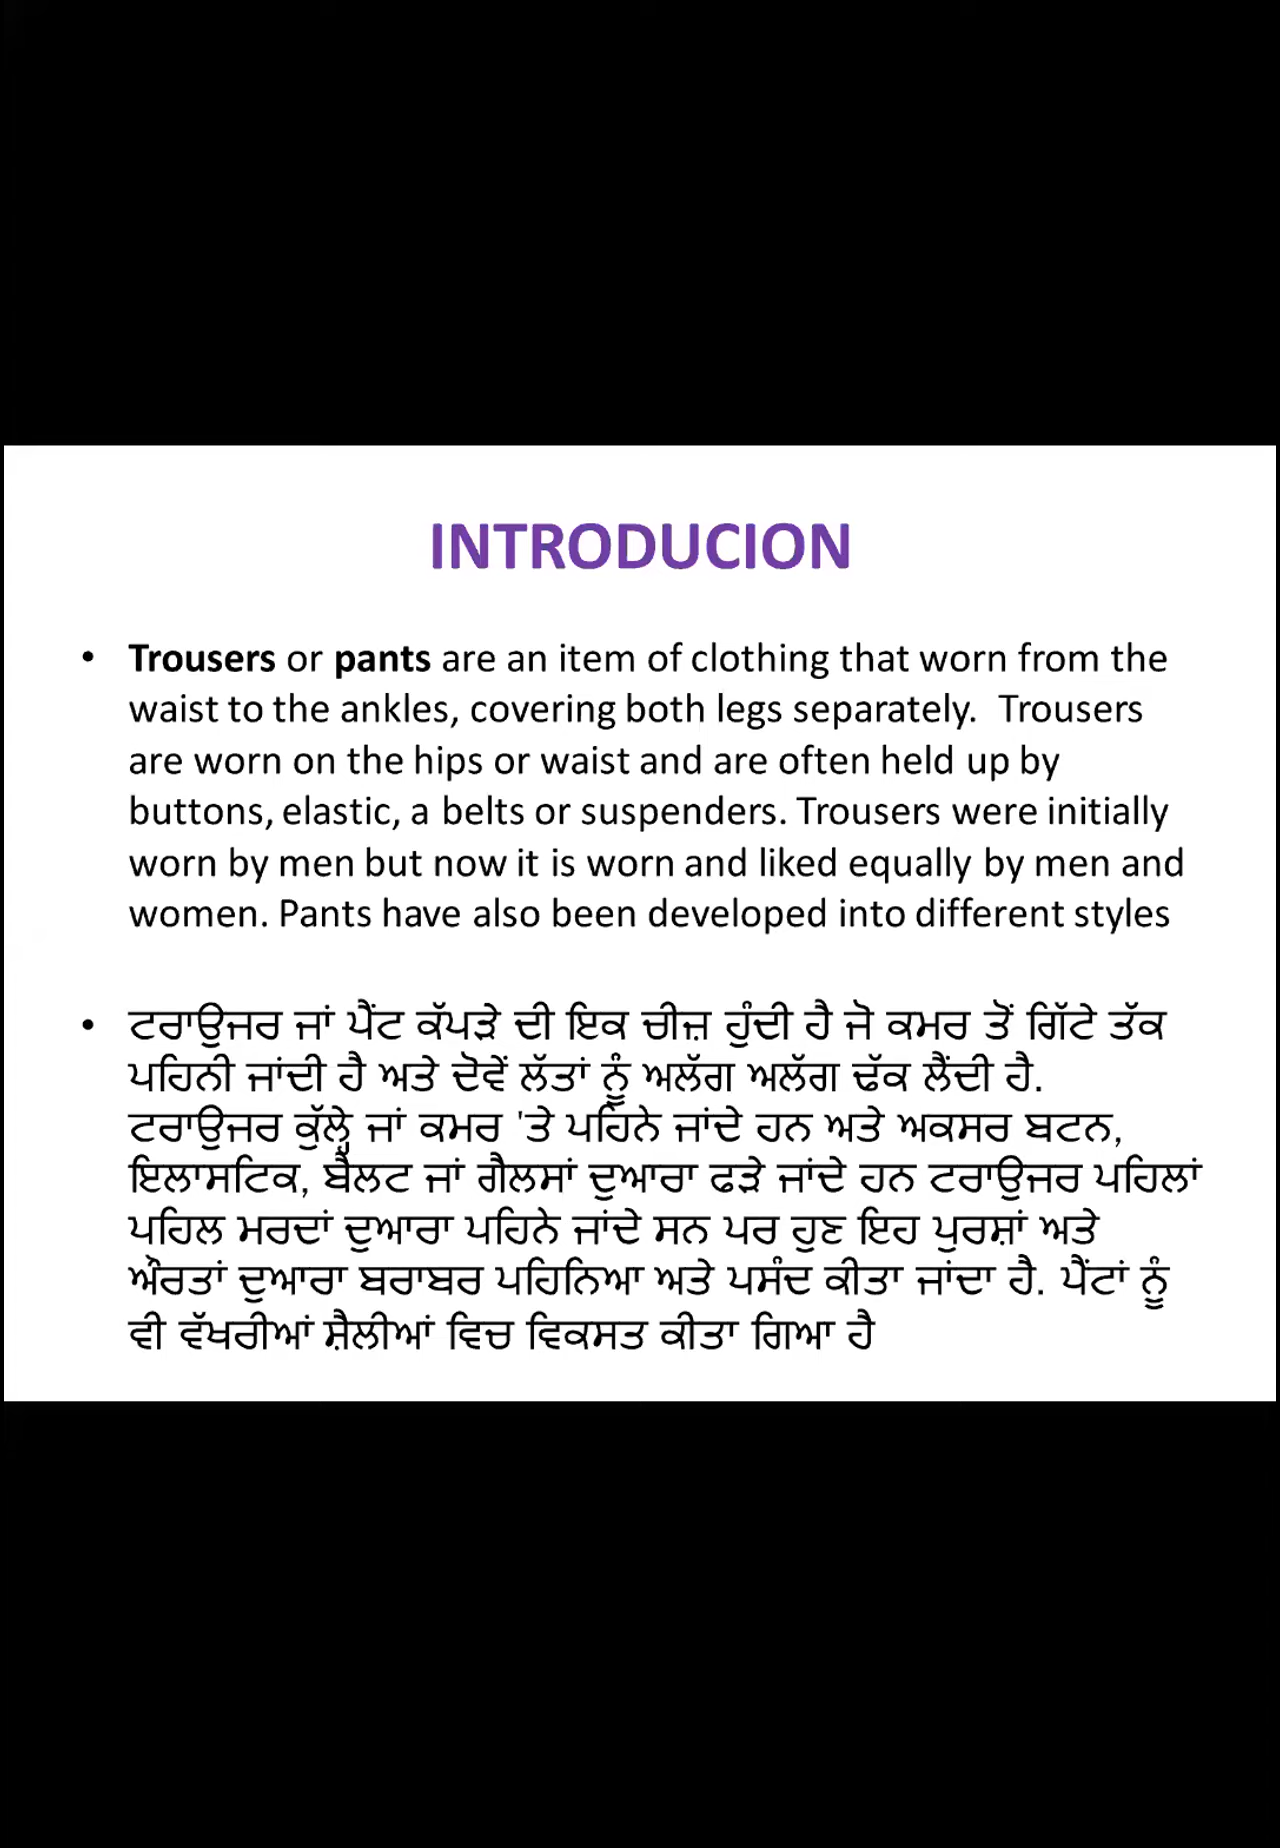 INTRODUCION
• Trousers or pants are an item of clothing that worn from the
waist to the ankles, covering both legs separately. Trousers
are worn on the hips or waist and are often held up by
buttons, elastic, a belts or suspenders. Trousers were initially
worn by men but now it is worn and liked equally by men and
women. Pants have also been developed into different styles
• ਟਰਾਉਜਰ ਜਾਂ ਪੈਂਟ ਕੱਪੜੇ ਦੀ ਇਕ ਚੀਜ਼ ਹੁੰਦੀ ਹੈ ਜੋ ਕਮਰ ਤੋਂ ਗਿੱਟੇ ਤੱਕ
ਪਹਿਨੀ ਜਾਂਦੀ ਹੈ ਅਤੇ ਦੋਵੇਂ ਲੱਤਾਂ ਨੂੰ ਅਲੱਗ ਅਲੱਗ ਢੱਕ ਲੈਂਦੀ ਹੈ.
ਟਰਾਉਜਰ ਕੁੱਲ੍ਹੇ ਜਾਂ ਕਮਰ 'ਤੇ ਪਹਿਨੇ ਜਾਂਦੇ ਹਨ ਅਤੇ ਅਕਸਰ ਬਟਨ,
ਇਲਾਸਟਿਕ, ਬੈਲਟ ਜਾਂ ਗੈਲਸਾਂ ਦੁਆਰਾ ਫੜੇ ਜਾਂਦੇ ਹਨ ਟਰਾਉਜਰ ਪਹਿਲਾਂ
ਪਹਿਲ ਮਰਦਾਂ ਦੁਆਰਾ ਪਹਿਨੇ ਜਾਂਦੇ ਸਨ ਪਰ ਹੁਣ ਇਹ ਪੁਰਸ਼ਾਂ ਅਤੇ
ਔਰਤਾਂ ਦੁਆਰਾ ਬਰਾਬਰ ਪਹਿਨਿਆ ਅਤੇ ਪਸੰਦ ਕੀਤਾ ਜਾਂਦਾ ਹੈ. ਪੈਂਟਾਂ ਨੂੰ
ਵੀ ਵੱਖਰੀਆਂ ਸ਼ੈਲੀਆਂ ਵਿਚ ਵਿਕਸਤ ਕੀਤਾ ਗਿਆ ਹੈ